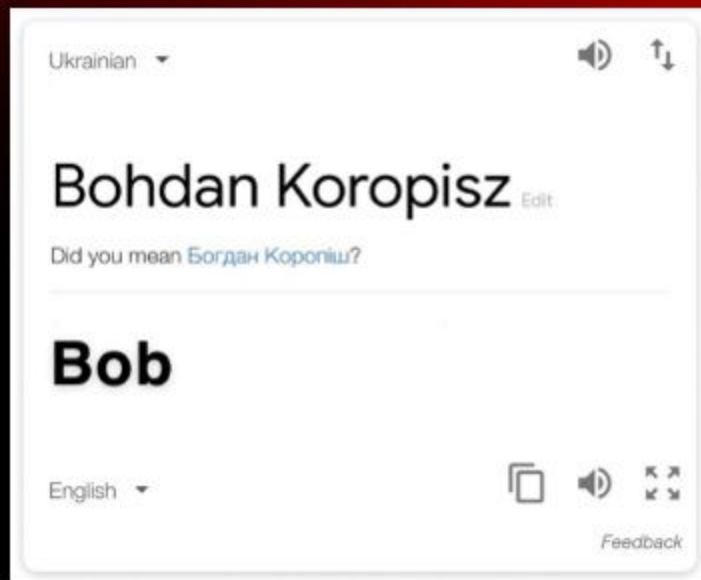 Ukrainian
Bohdan Koropisz Edit
Did you mean Богдан Коропіш?
Bob
English
Feedback